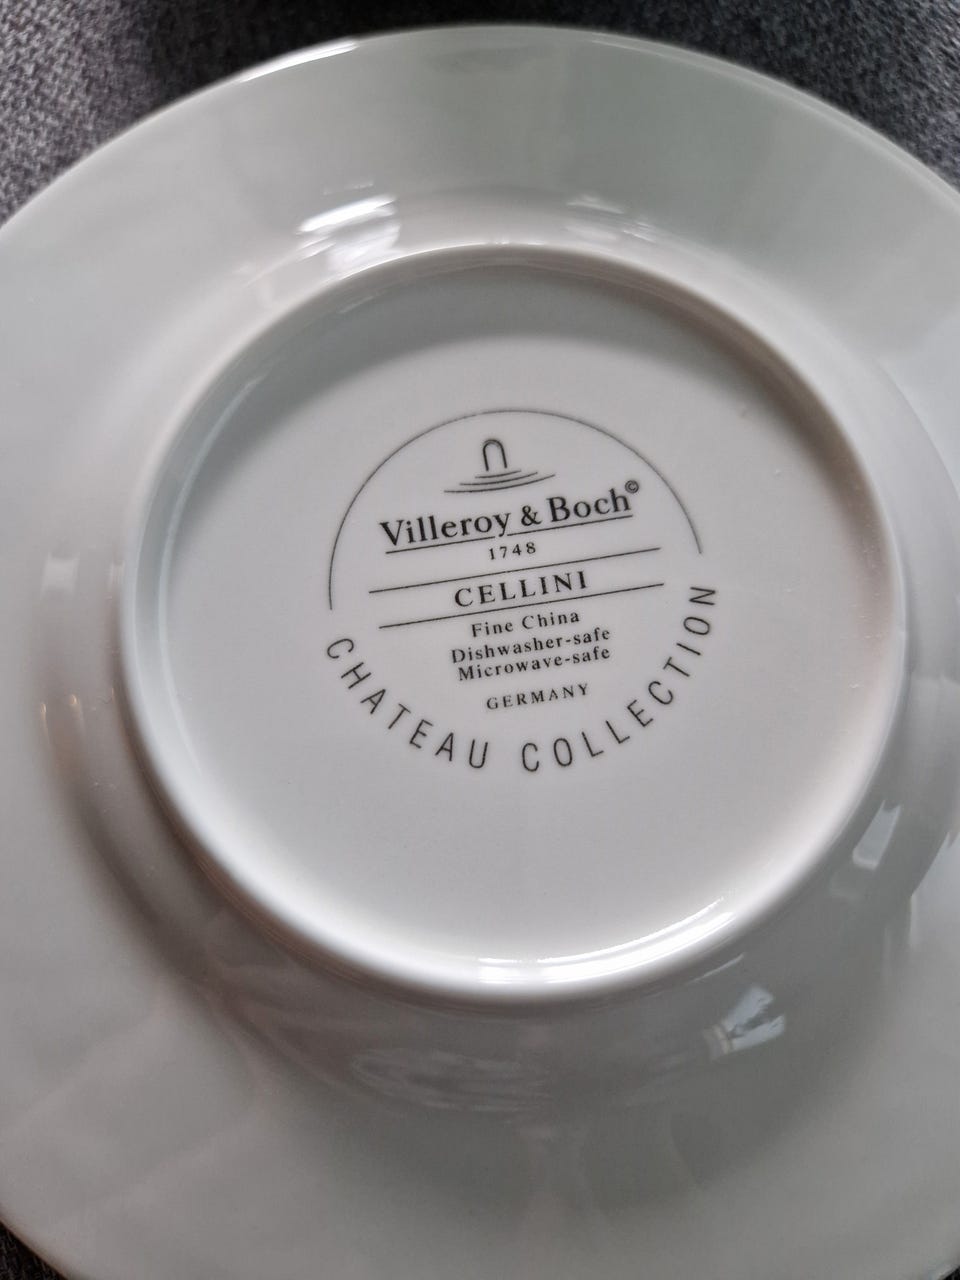 Villeroy & Boch©
1748
CELLINI
Fine China
Dishwasher-safe
Microwave-safe
GERMANY
CHATEAU COLLECTION